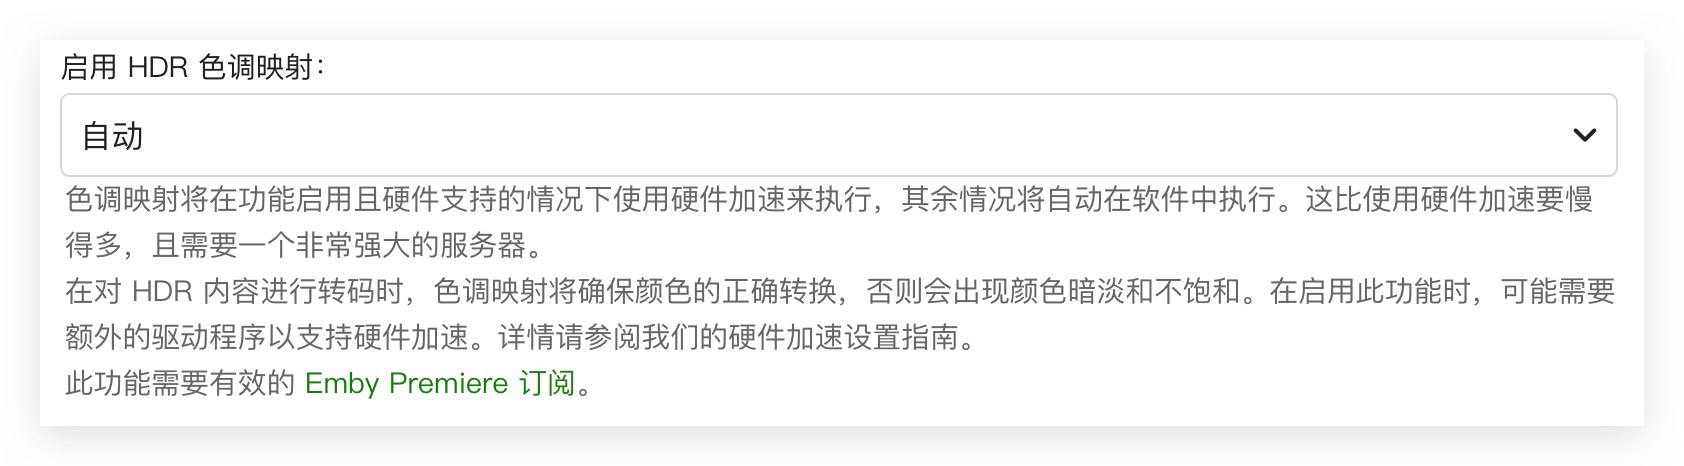 启用 HDR 色调映射：
自动
色调映射将在功能启用且硬件支持的情况下使用硬件加速来执行，其余情况将自动在软件中执行。这比使用硬件加速要慢
得多，且需要一个非常强大的服务器。
在对 HDR 内容进行转码时，色调映射将确保颜色的正确转换，否则会出现颜色暗淡和不饱和。在启用此功能时，可能需要
额外的驱动程序以支持硬件加速。详情请参阅我们的硬件加速设置指南。
此功能需要有效的 Emby Premiere 订阅。